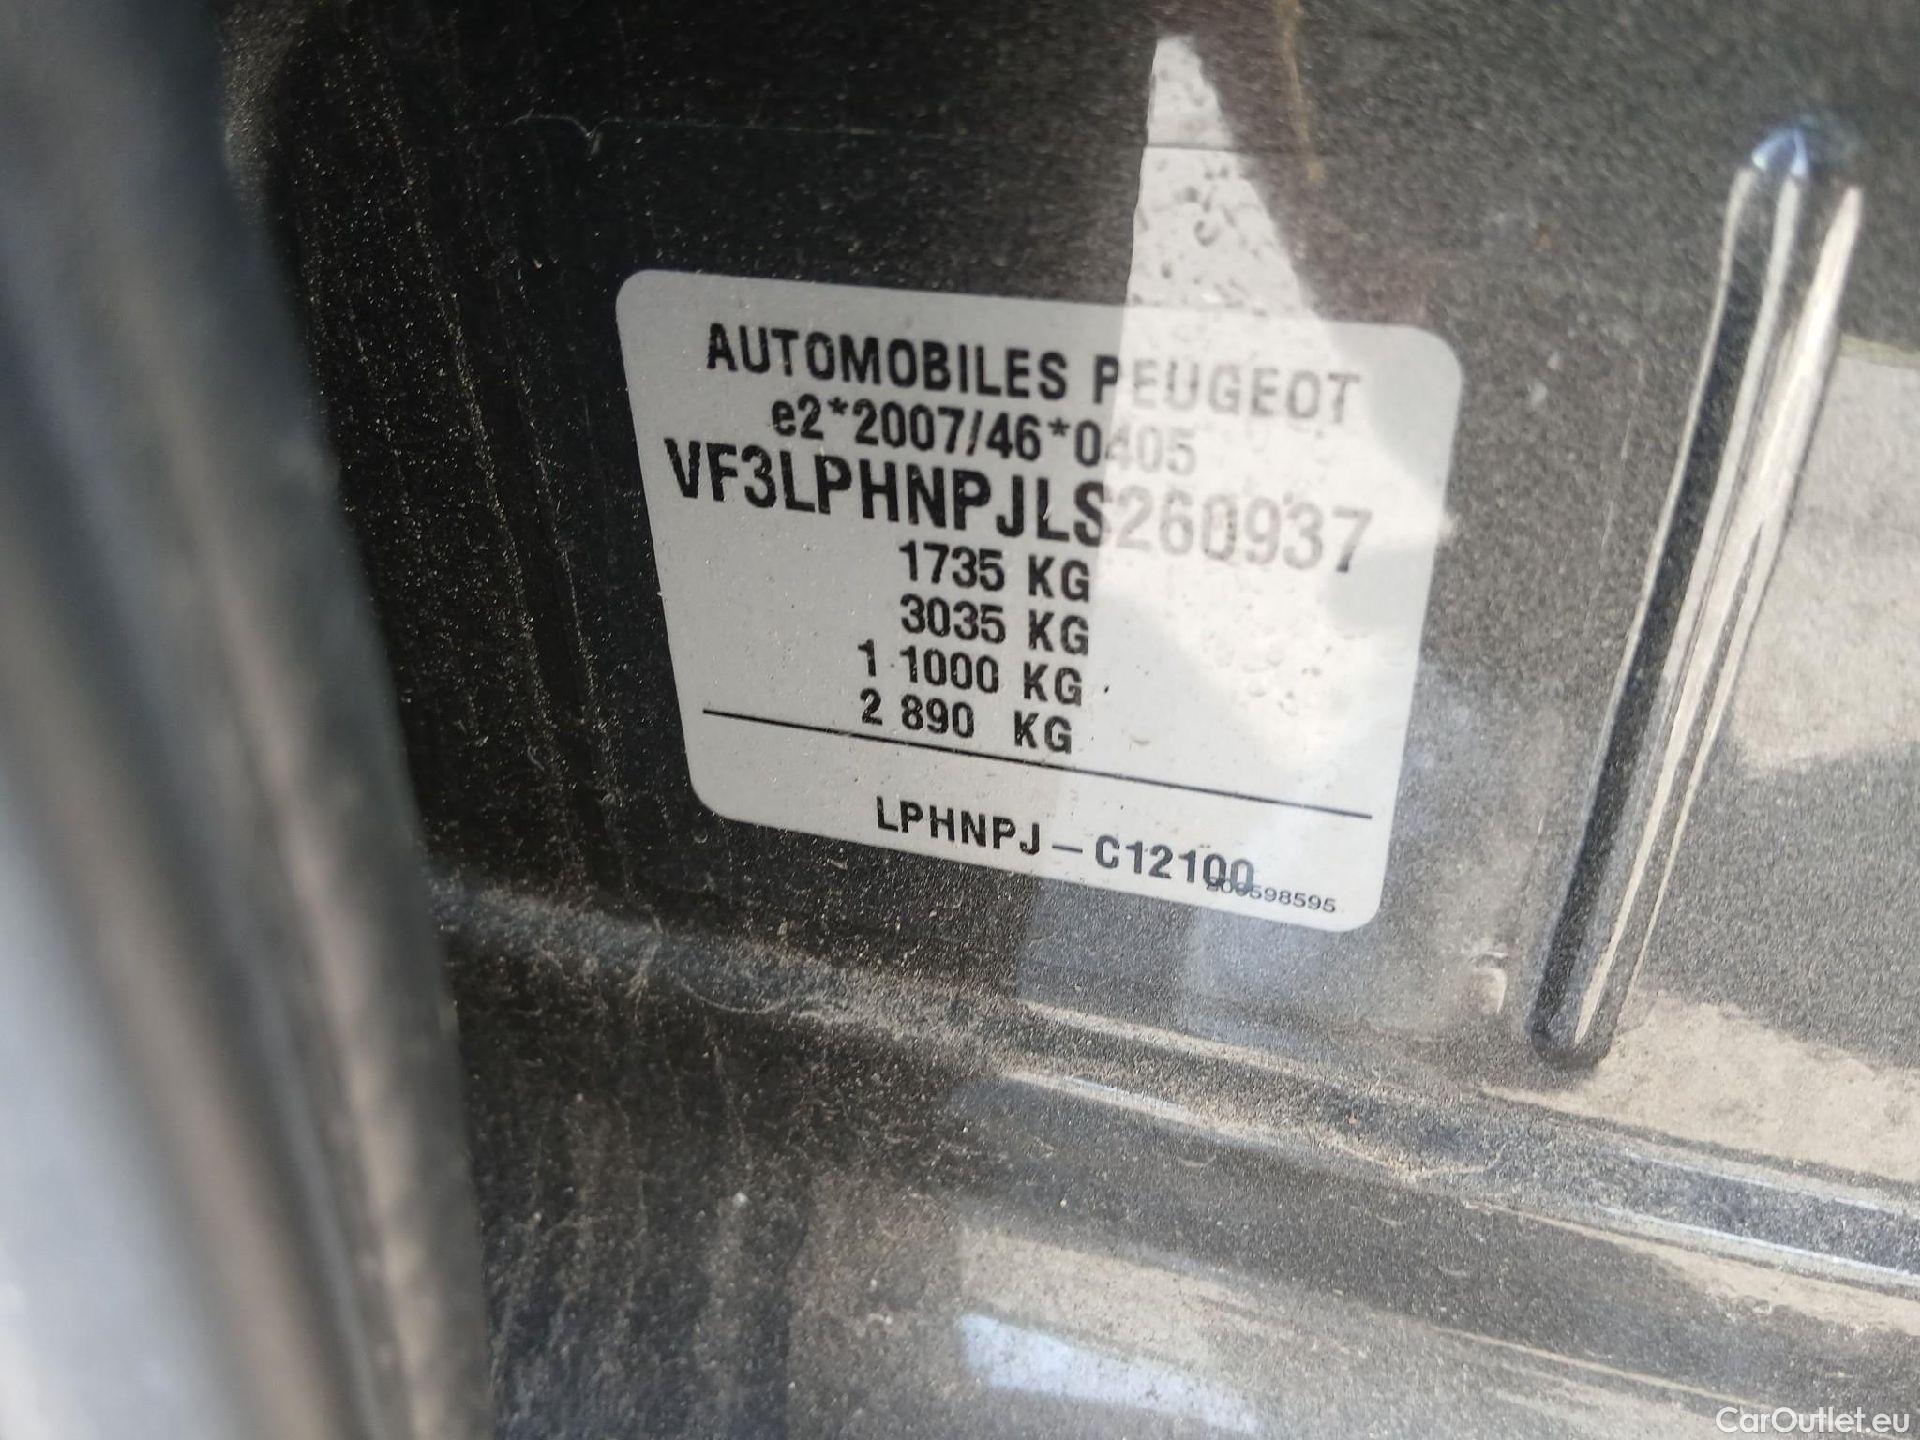 AUTOMOBILES PEUGEOT
e2*2007/46*0405
VF3LPHNPJLS260937
1735 KG
3035 KG
1 1000 KG
2 890 KG
LPHNPJ – C12100
CarOutlet.eu